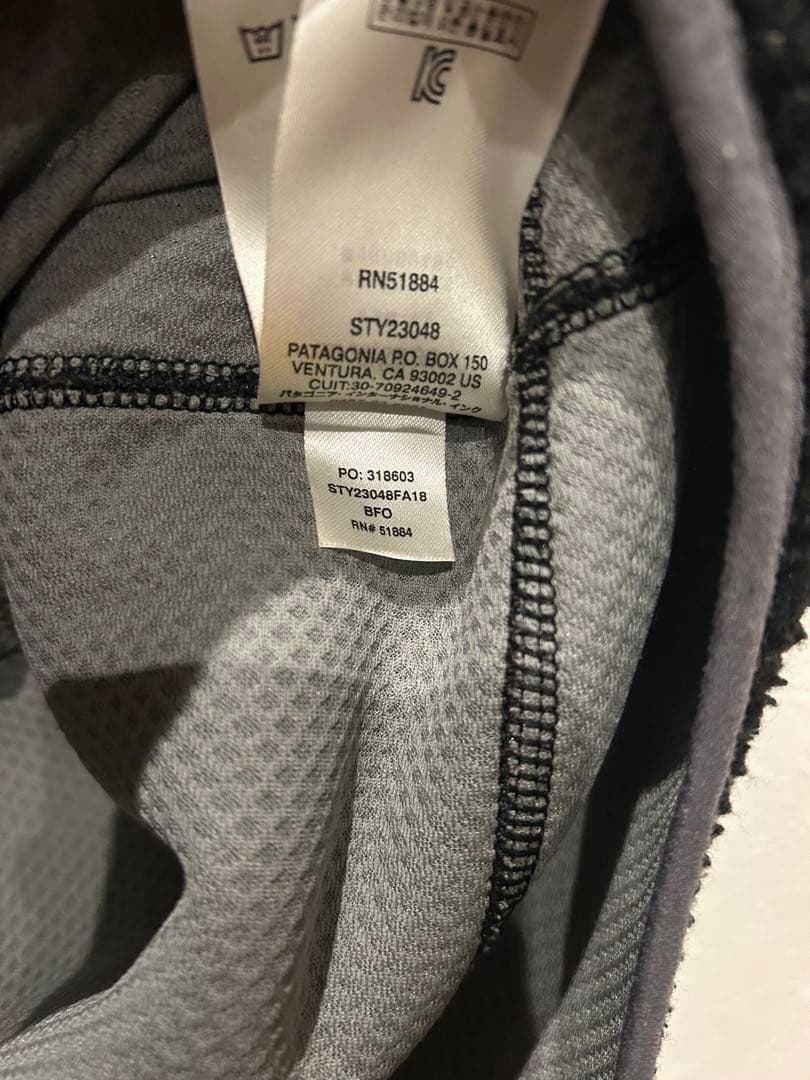 RN51884
STY23048
PATAGONIA P.O. BOX 150
VENTURA, CA 93002 US
CUIT:30-70924649-2
パタゴニア・インターナショナル・インク
PO: 318603
STY23048FA18
BFO
RN# 51884